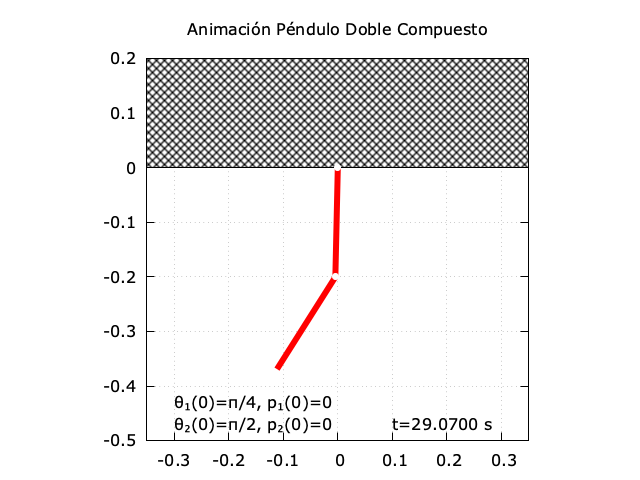 Animación Péndulo Doble Compuesto
0.2
0.1
0
-0.1
-0.2
-0.3
-0.4
-0.5
θ₁(0)=π/4, p₁(0)=0
θ₂(0)=π/2, p₂(0)=0
t=29.0700 s
-0.3 -0.2 -0.1 0 0.1 0.2 0.3